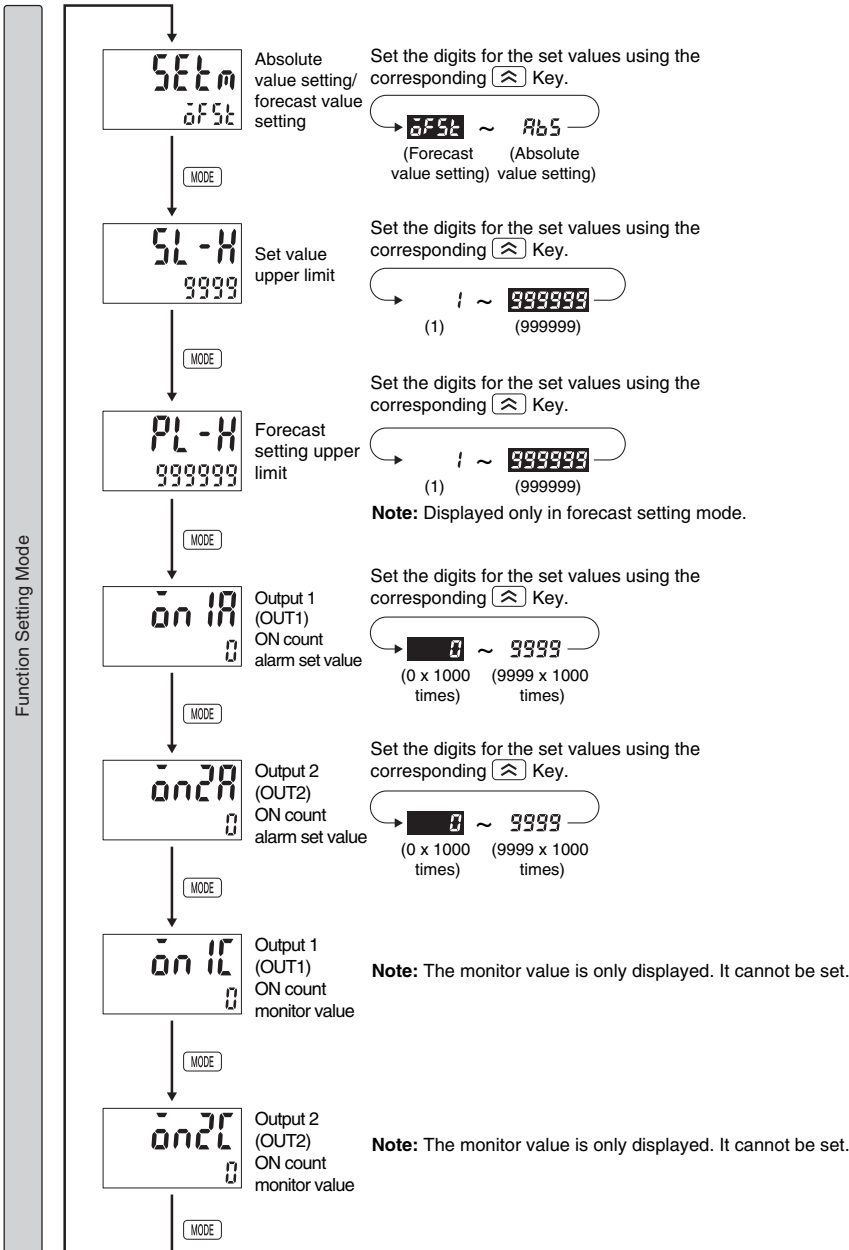 Function Setting Mode
SEtm
oFSt
Absolute
value setting/
forecast value
setting
Set the digits for the set values using the
corresponding Key.
oFSt ~ AbS
(Forecast (Absolute
value setting) value setting)
MODE
SL-H
9999
Set value
upper limit
Set the digits for the set values using the
corresponding Key.
1 ~ 999999
(1) (999999)
MODE
PL-H
999999
Forecast
setting upper
limit
Set the digits for the set values using the
corresponding Key.
1 ~ 999999
(1) (999999)
Note: Displayed only in forecast setting mode.
MODE
on1A
0
Output 1
(OUT1)
ON count
alarm set value
Set the digits for the set values using the
corresponding Key.
0 ~ 9999
(0 x 1000 (9999 x 1000
times) times)
MODE
on2A
0
Output 2
(OUT2)
ON count
alarm set value
Set the digits for the set values using the
corresponding Key.
0 ~ 9999
(0 x 1000 (9999 x 1000
times) times)
MODE
on1C
0
Output 1
(OUT1)
ON count
monitor value
Note: The monitor value is only displayed. It cannot be set.
MODE
on2C
0
Output 2
(OUT2)
ON count
monitor value
Note: The monitor value is only displayed. It cannot be set.
MODE